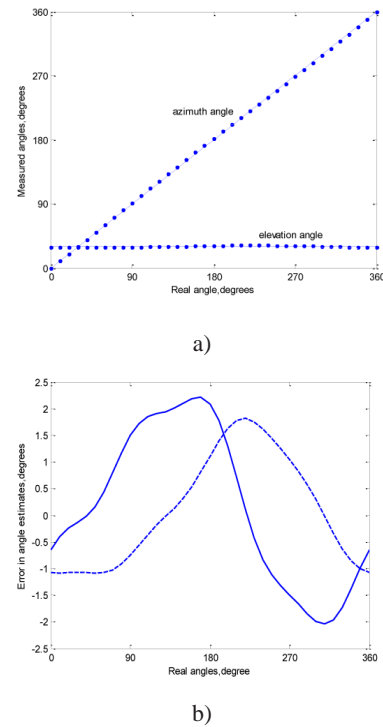 360
270
180
90
0
Measured angles,degrees
azimuth angle
elevation angle
0 90 180 270 360
Real angle,degrees
a)
2.5
2
1.5
1
0.5
0
-0.5
-1
-1.5
-2
-2.5
Error in angle estimates,degrees
0 90 180 270 360
Real angles,degree
b)